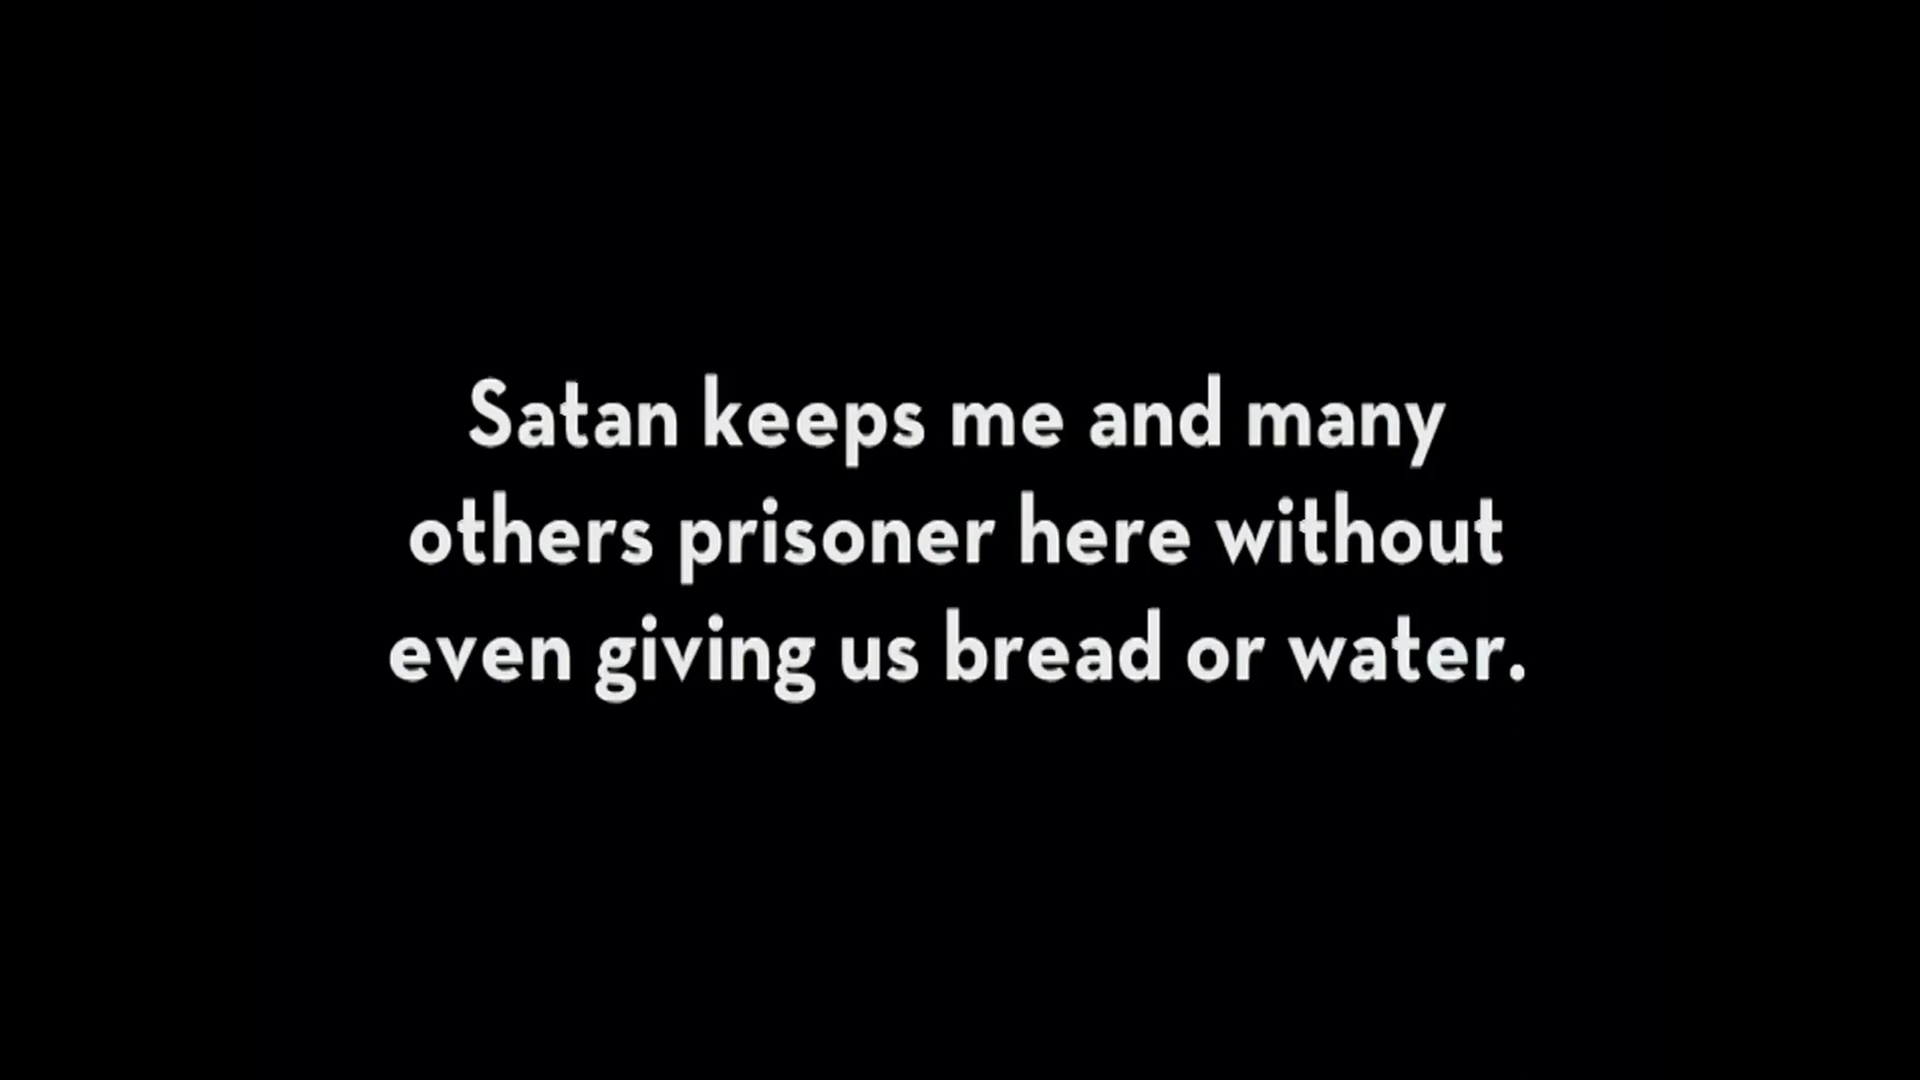 Satan keeps me and many
others prisoner here without
even giving us bread or water.